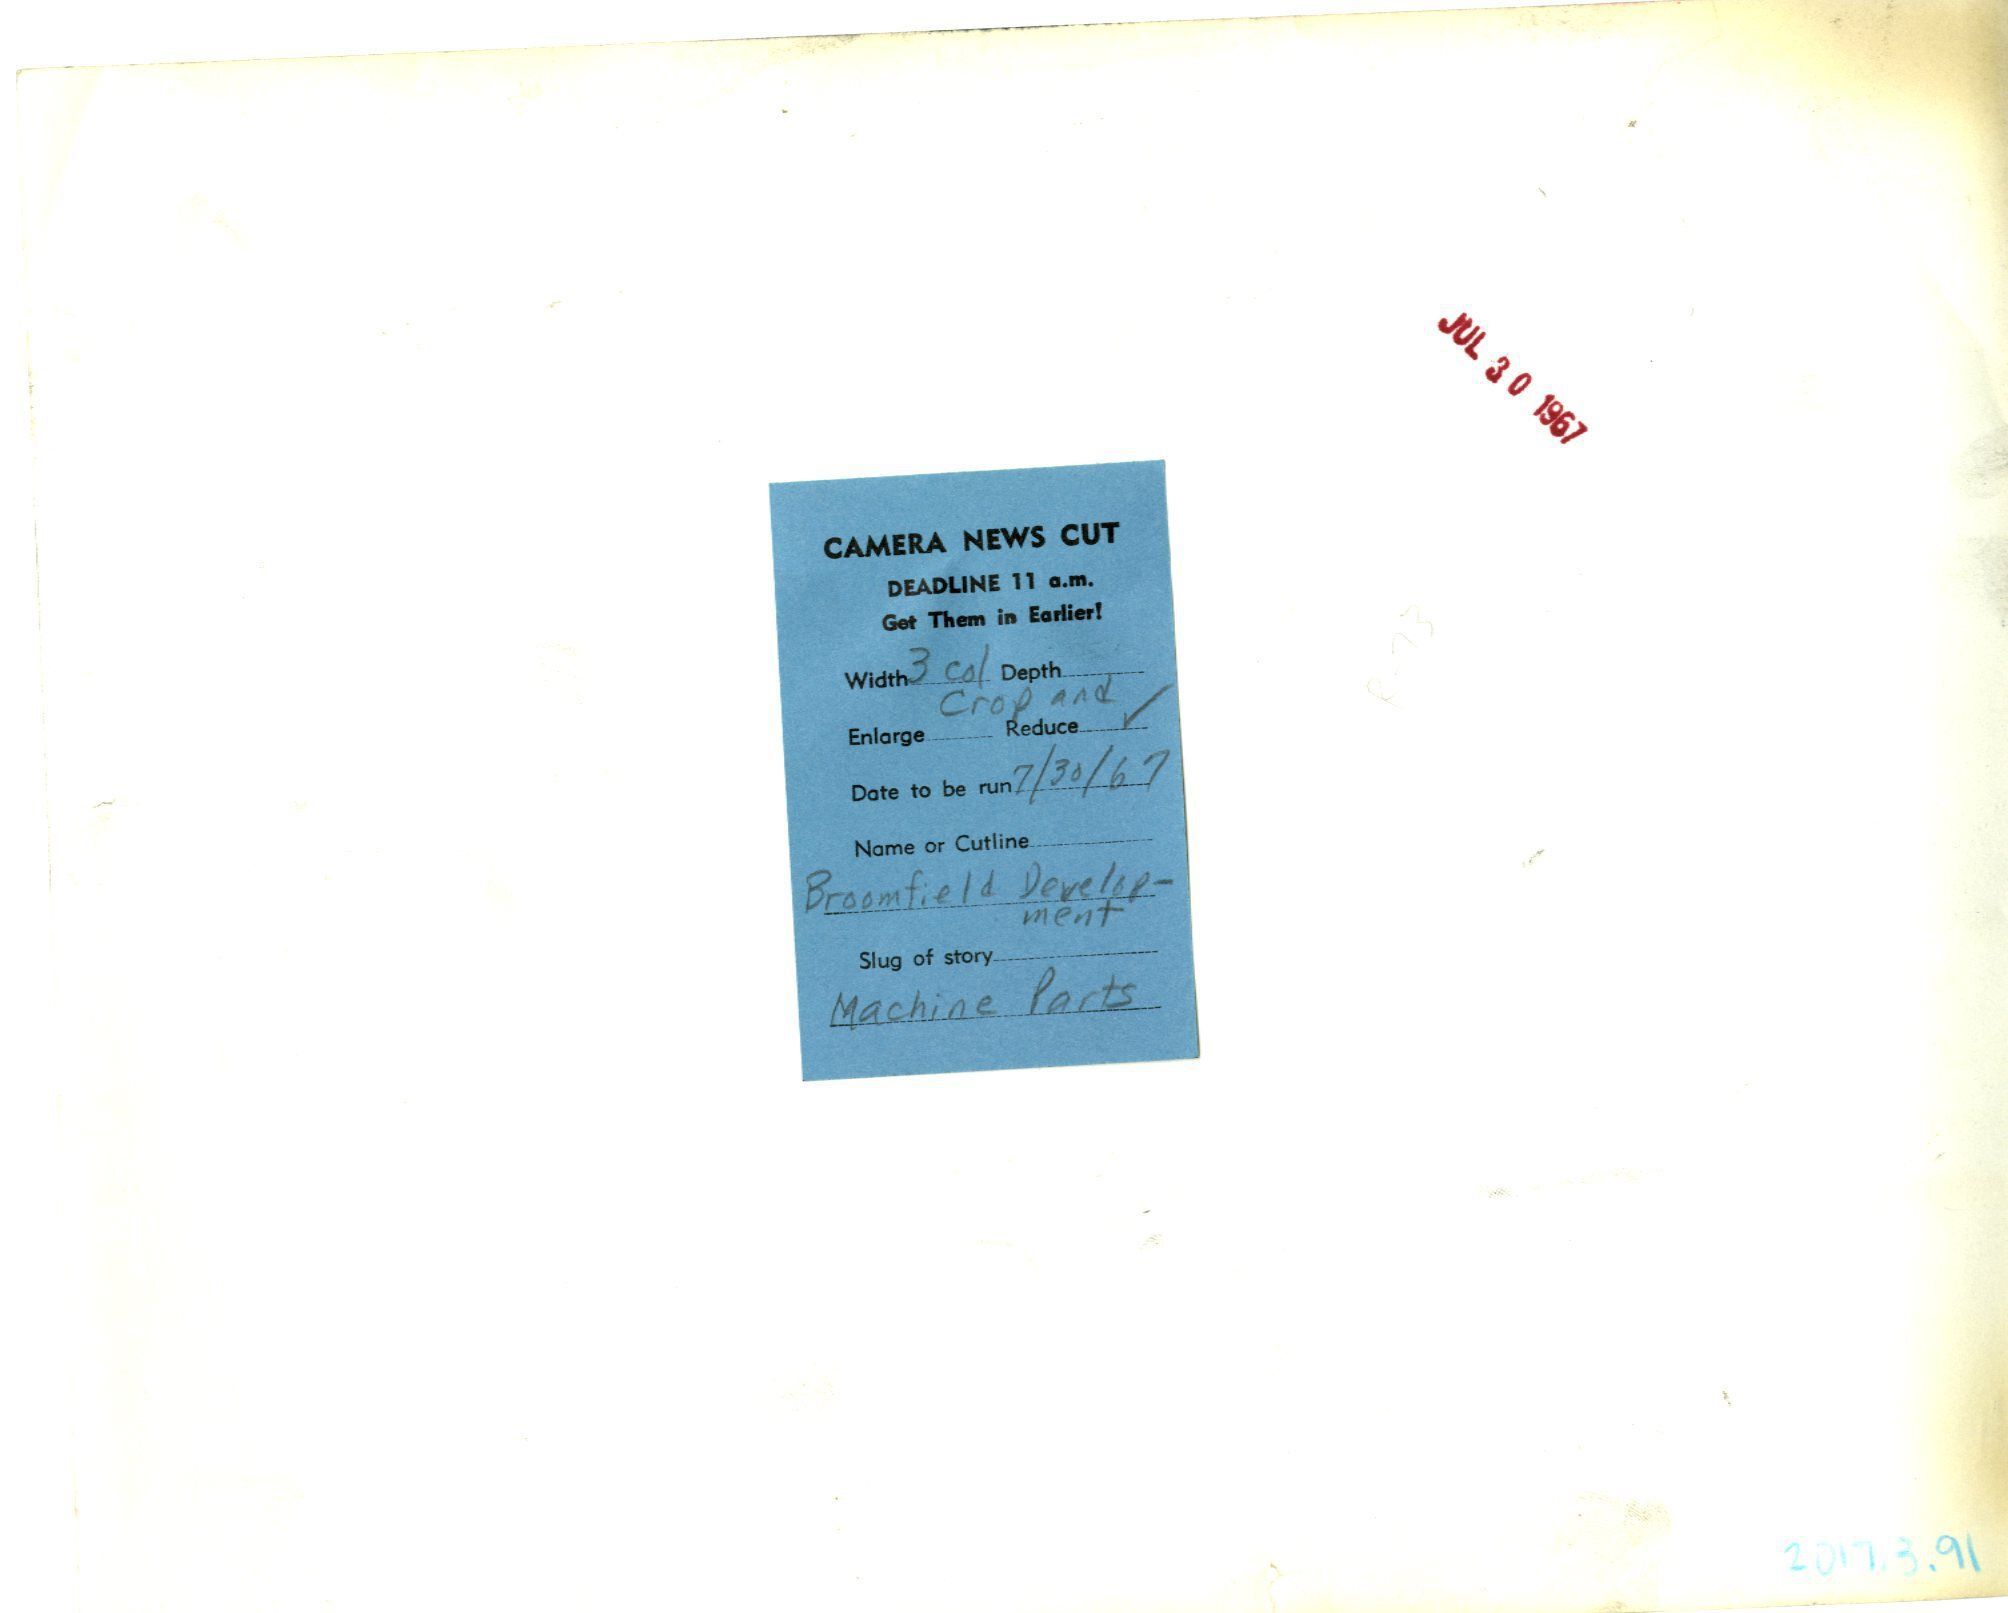 JUL 30 1967
CAMERA NEWS CUT
DEADLINE 11 a.m.
Get Them in Earlier!
Width 3 col Depth
Crop and
Enlarge Reduce ✓
Date to be run 7/30/67
Name or Cutline
Broomfield Develop-
ment
Slug of story
Machine Parts
2017.3.91